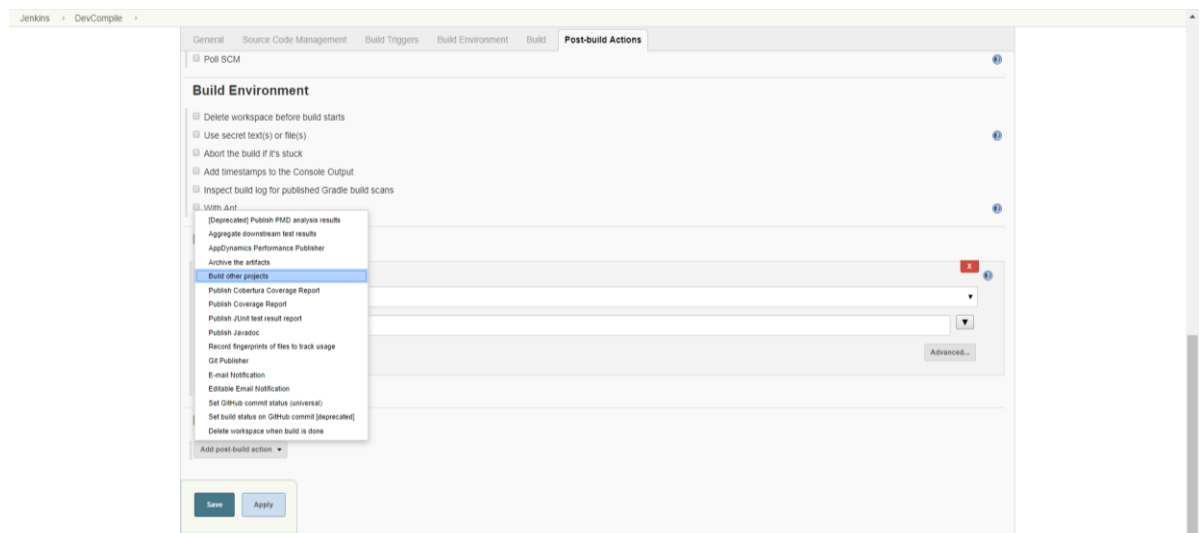 Jenkins › DevCompile ›
General Source Code Management Build Triggers Build Environment Build Post-build Actions
Poll SCM
Build Environment
Delete workspace before build starts
Use secret text(s) or file(s)
Abort the build if it's stuck
Add timestamps to the Console Output
Inspect build log for published Gradle build scans
With Ant
[Deprecated] Publish PMD analysis results
Aggregate downstream test results
AppDynamics Performance Publisher
Archive the artifacts
X
Build other projects
Publish Cobertura Coverage Report
Publish Coverage Report
Publish JUnit test result report
Publish Javadoc
Record fingerprints of files to track usage
Advanced...
Git Publisher
E-mail Notification
Editable Email Notification
Set GitHub commit status (universal)
Set build status on GitHub commit [deprecated]
Delete workspace when build is done
Add post-build action
Save Apply